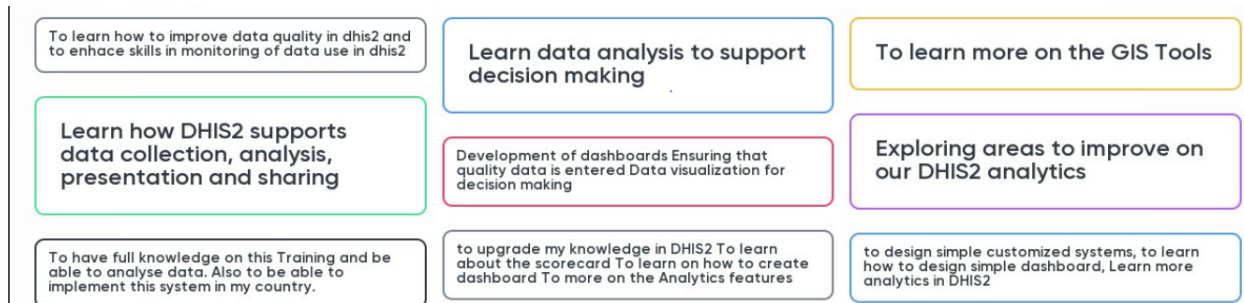 To learn how to improve data quality in dhis2 and
to enhace skills in monitoring of data use in dhis2
Learn how DHIS2 supports
data collection, analysis,
presentation and sharing
To have full knowledge on this Training and be
able to analyse data. Also to be able to
implement this system in my country.
Learn data analysis to support
decision making
Development of dashboards Ensuring that
quality data is entered Data visualization for
decision making
to upgrade my knowledge in DHIS2 To learn
about the scorecard To learn on how to create
dashboard To more on the Analytics features
To learn more on the GIS Tools
Exploring areas to improve on
our DHIS2 analytics
to design simple customized systems, to learn
how to design simple dashboard, Learn more
analytics in DHIS2